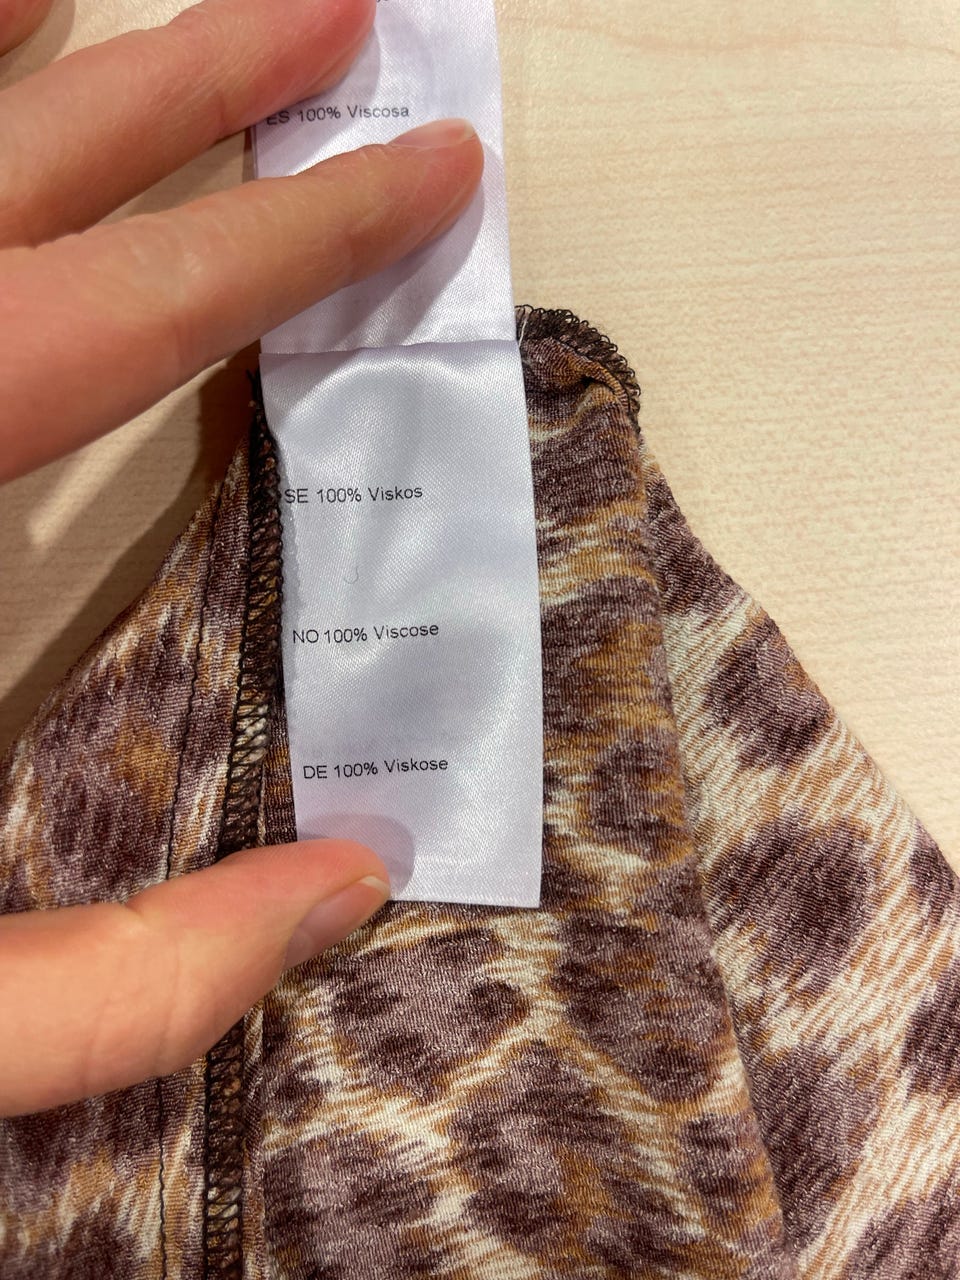 ES 100% Viscosa
SE 100% Viskos
NO 100% Viscose
DE 100% Viskose